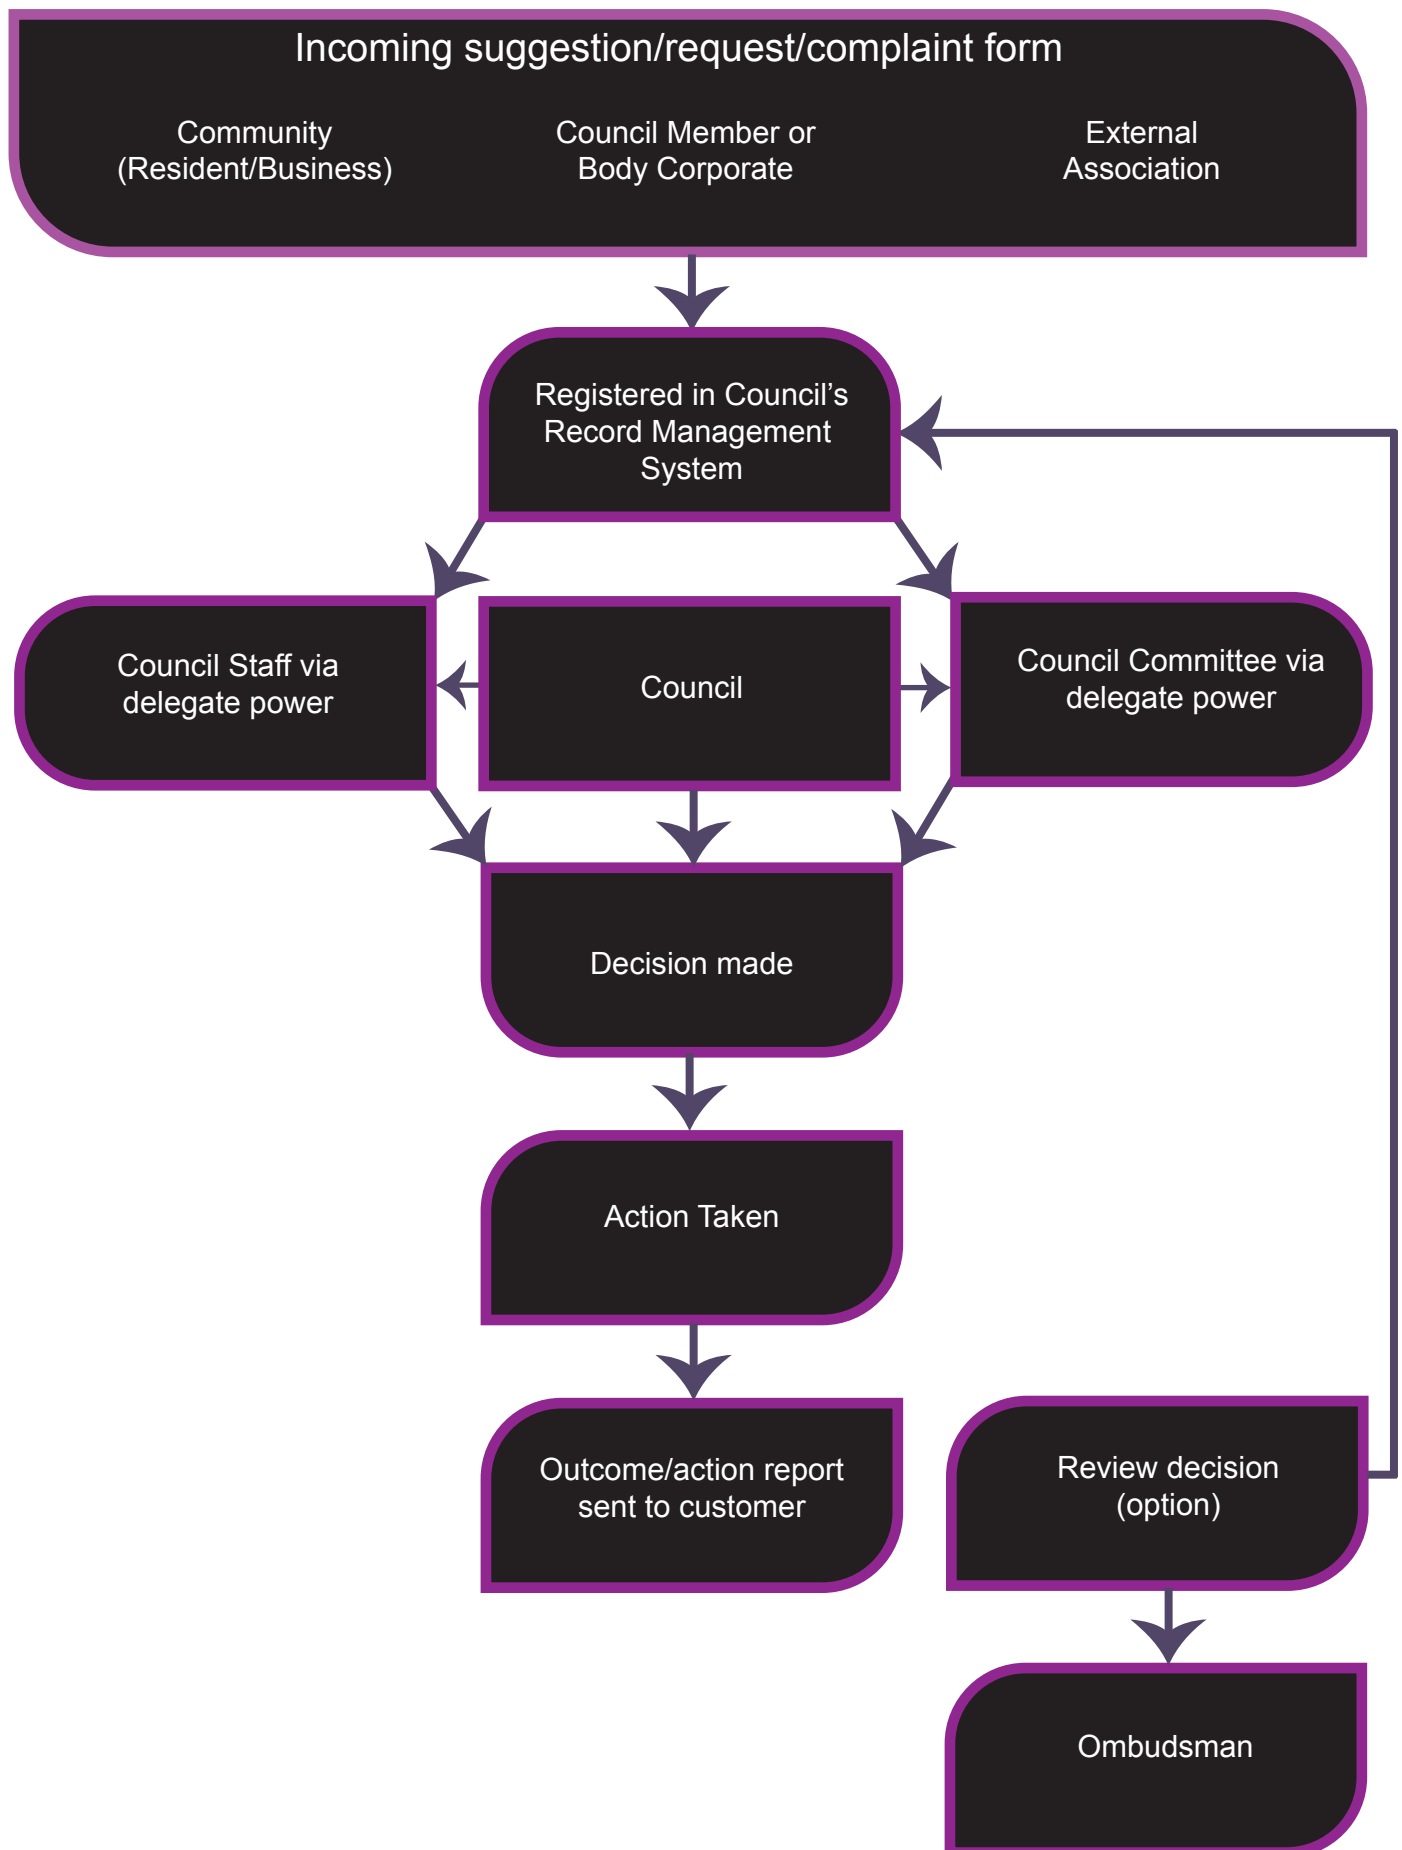 Incoming suggestion/request/complaint form
Community
(Resident/Business)
Council Member or
Body Corporate
External
Association
Registered in Council’s
Record Management
System
Council Staff via
delegate power
Council
Council Committee via
delegate power
Decision made
Action Taken
Outcome/action report
sent to customer
Review decision
(option)
Ombudsman